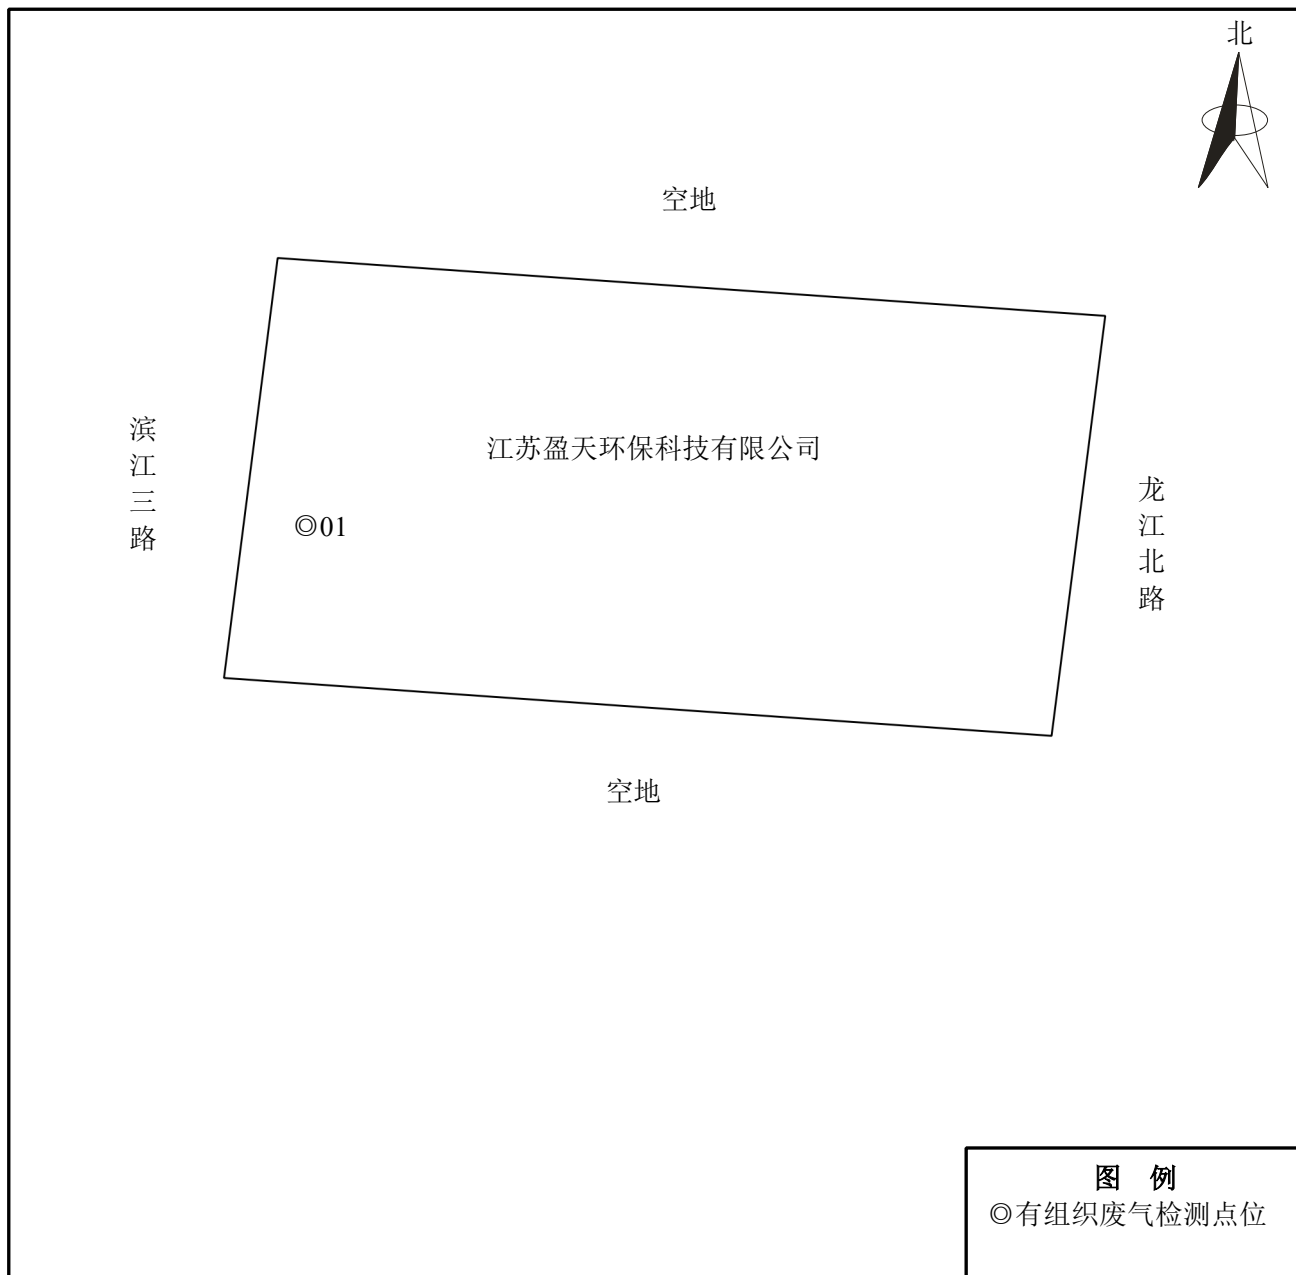 北
空地
滨江三路
江苏盈天环保科技有限公司
龙江北路
◎01
空地
图 例
◎有组织废气检测点位